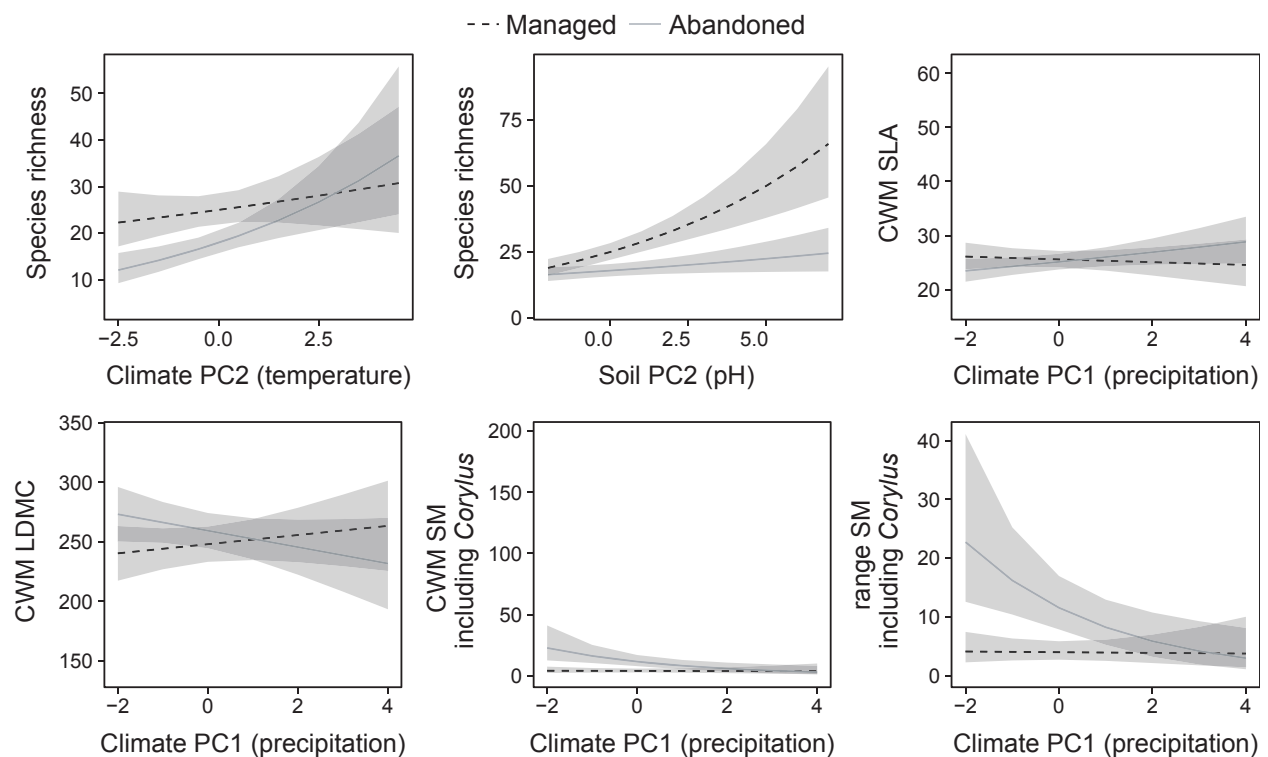 Managed Abandoned
Species richness
50
40
30
20
10
−2.5 0.0 2.5
Climate PC2 (temperature)
Species richness
75
50
25
0
0.0 2.5 5.0
Soil PC2 (pH)
CWM SLA
60
50
40
30
20
−2 0 2 4
Climate PC1 (precipitation)
CWM LDMC
350
300
250
200
150
−2 0 2 4
Climate PC1 (precipitation)
CWM SM
including Corylus
200
150
100
50
0
−2 0 2 4
Climate PC1 (precipitation)
range SM
including Corylus
40
30
20
10
0
−2 0 2 4
Climate PC1 (precipitation)